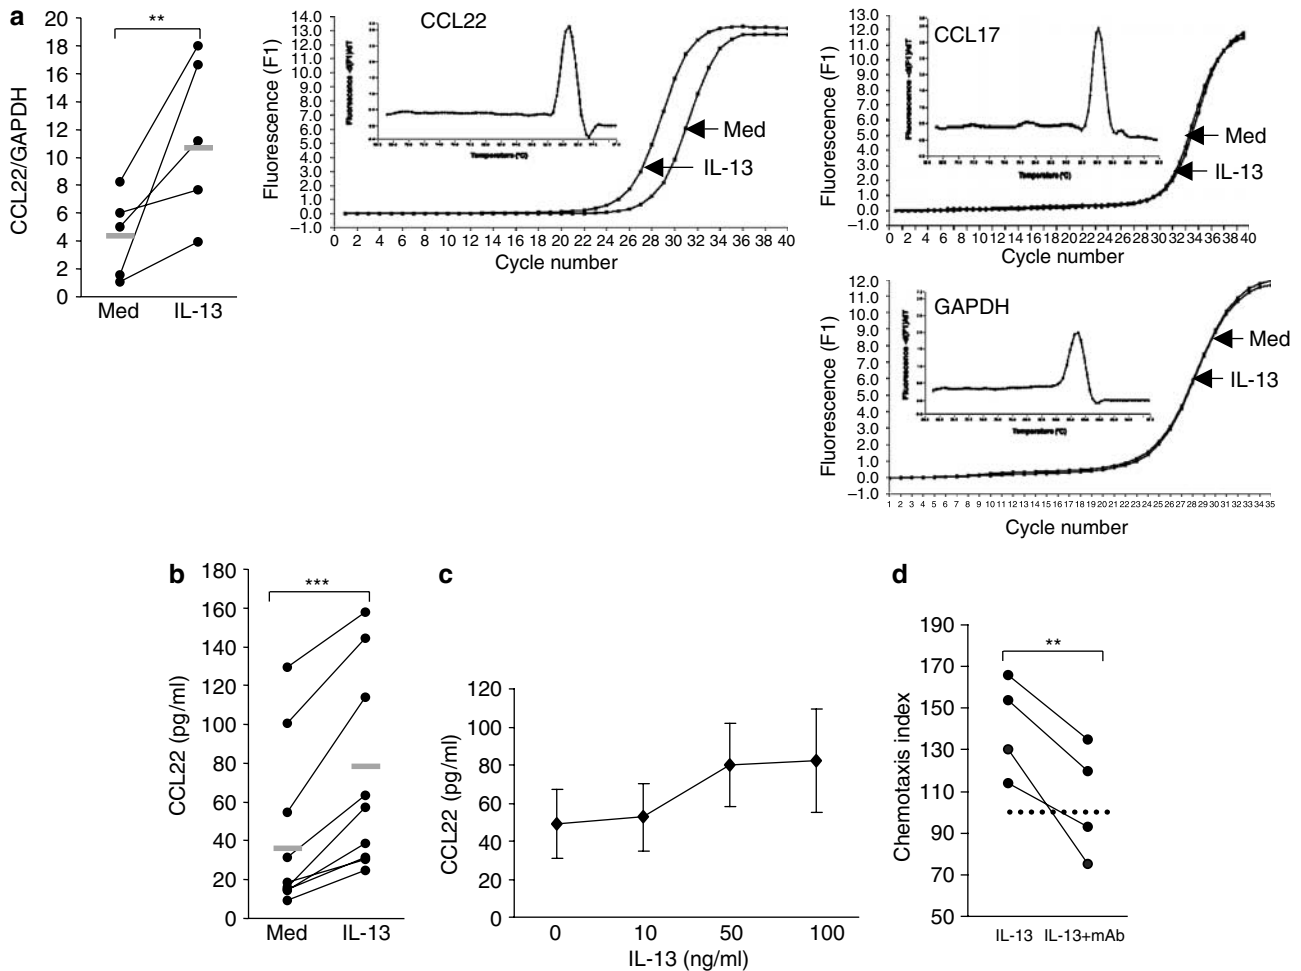 a
**
CCL22/GAPDH
20
18
16
14
12
10
8
6
4
2
0
Med IL-13
CCL22
Fluorescence (F1)
14.0
13.0
12.0
11.0
10.0
9.0
8.0
7.0
6.0
5.0
4.0
3.0
2.0
1.0
0.0
–1.0
Fluorescence -d(F1)/dT
Temperature (°C)
Med
IL-13
0 2 4 6 8 10 12 14 16 18 20 22 24 26 28 30 32 34 36 38 40
Cycle number
CCL17
Fluorescence (F1)
13.0
12.0
11.0
10.0
9.0
8.0
7.0
6.0
5.0
4.0
3.0
2.0
1.0
0.0
–1.0
Fluorescence -d(F1)/dT
Temperature (°C)
Med
IL-13
0 2 4 6 8 10 12 14 16 18 20 22 24 26 28 30 32 34 36 38 40
Cycle number
GAPDH
Fluorescence (F1)
12.0
11.0
10.0
9.0
8.0
7.0
6.0
5.0
4.0
3.0
2.0
1.0
0.0
–1.0
Fluorescence -d(F1)/dT
Temperature (°C)
Med
IL-13
1 2 3 4 5 6 7 8 9 10 11 12 13 14 15 16 17 18 19 20 21 22 23 24 25 26 27 28 29 30 31 32 33 34 35
Cycle number
b
***
CCL22 (pg/ml)
180
160
140
120
100
80
60
40
20
0
Med IL-13
c
CCL22 (pg/ml)
120
100
80
60
40
20
0
0 10 50 100
IL-13 (ng/ml)
d
**
Chemotaxis index
190
170
150
130
110
90
70
50
IL-13 IL-13+mAb